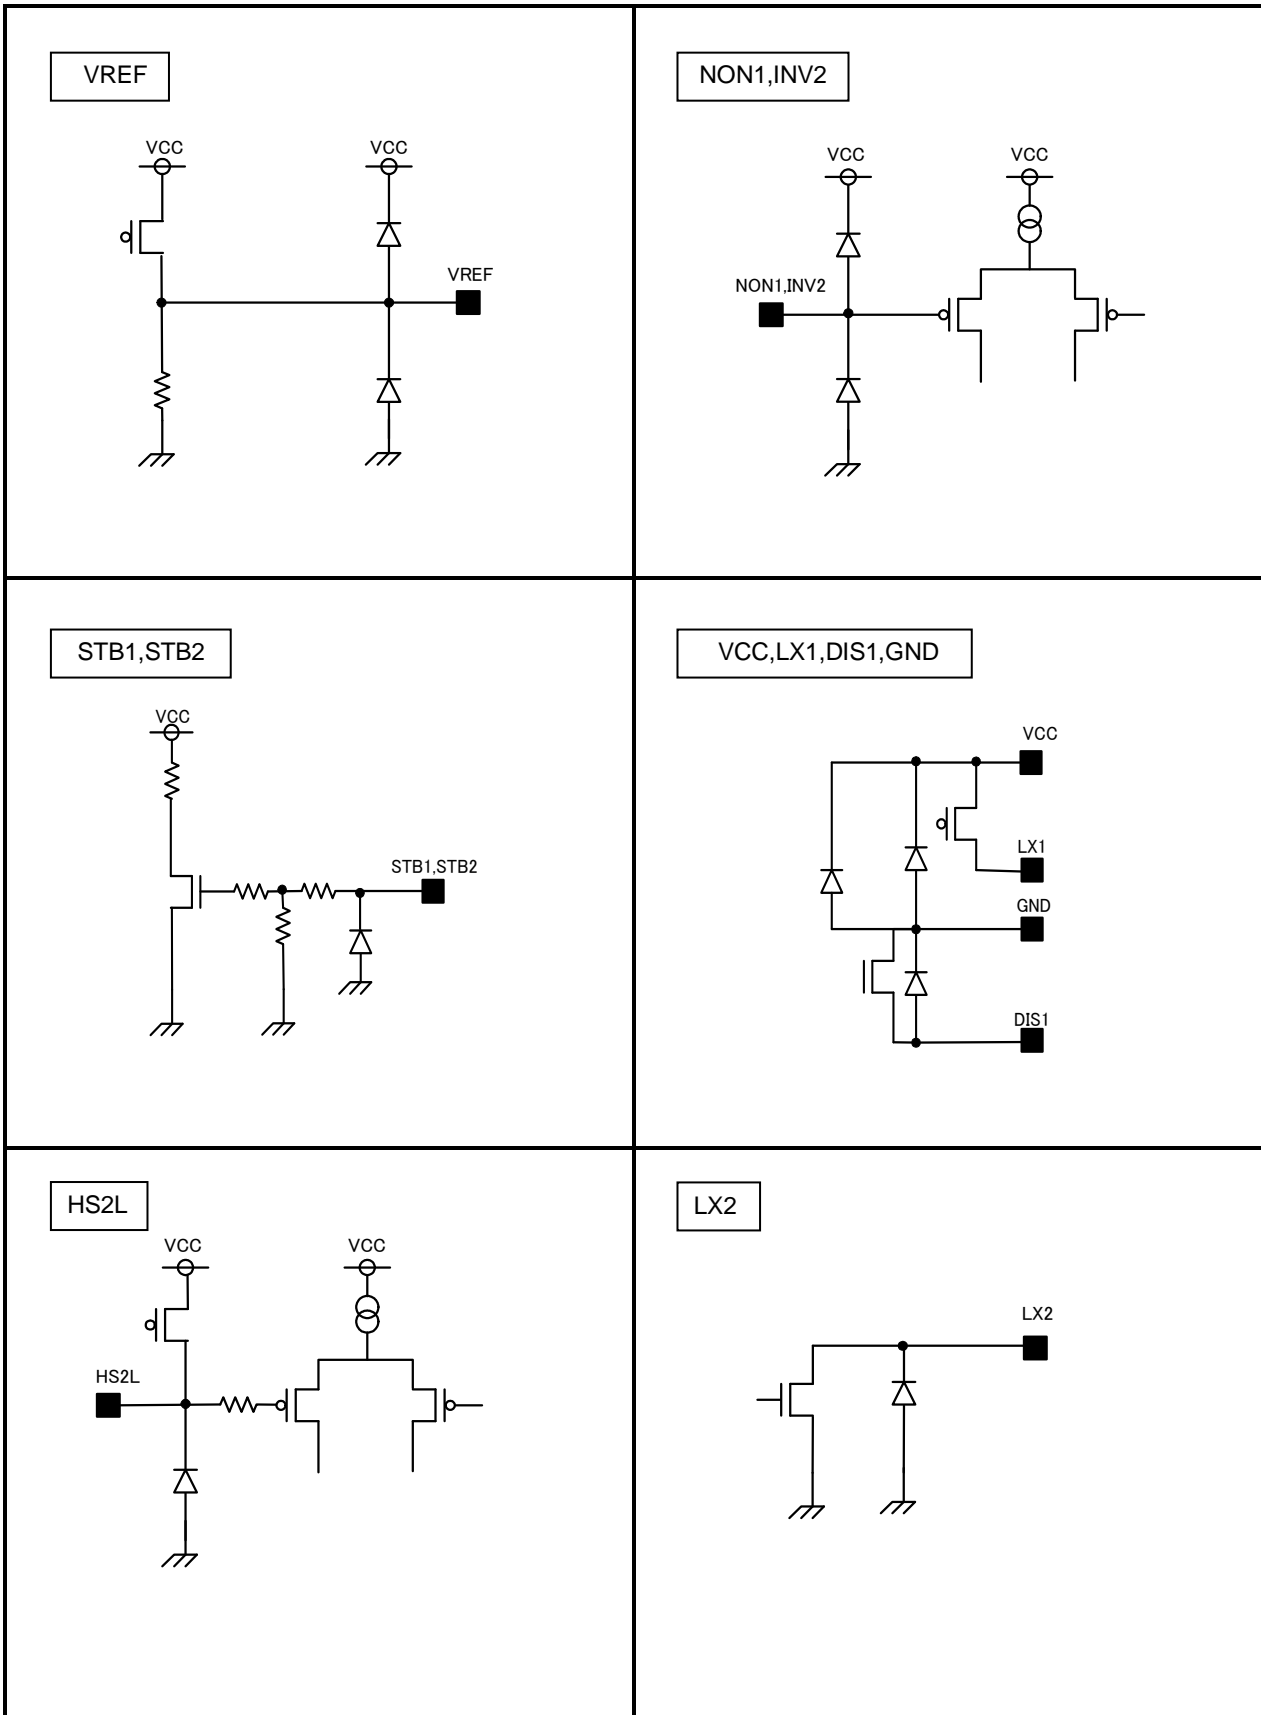 VREF
VCC
VCC
VREF
NON1,INV2
VCC
VCC
NON1,INV2
STB1,STB2
VCC
STB1,STB2
VCC,LX1,DIS1,GND
VCC
LX1
GND
DIS1
HS2L
VCC
VCC
HS2L
LX2
LX2